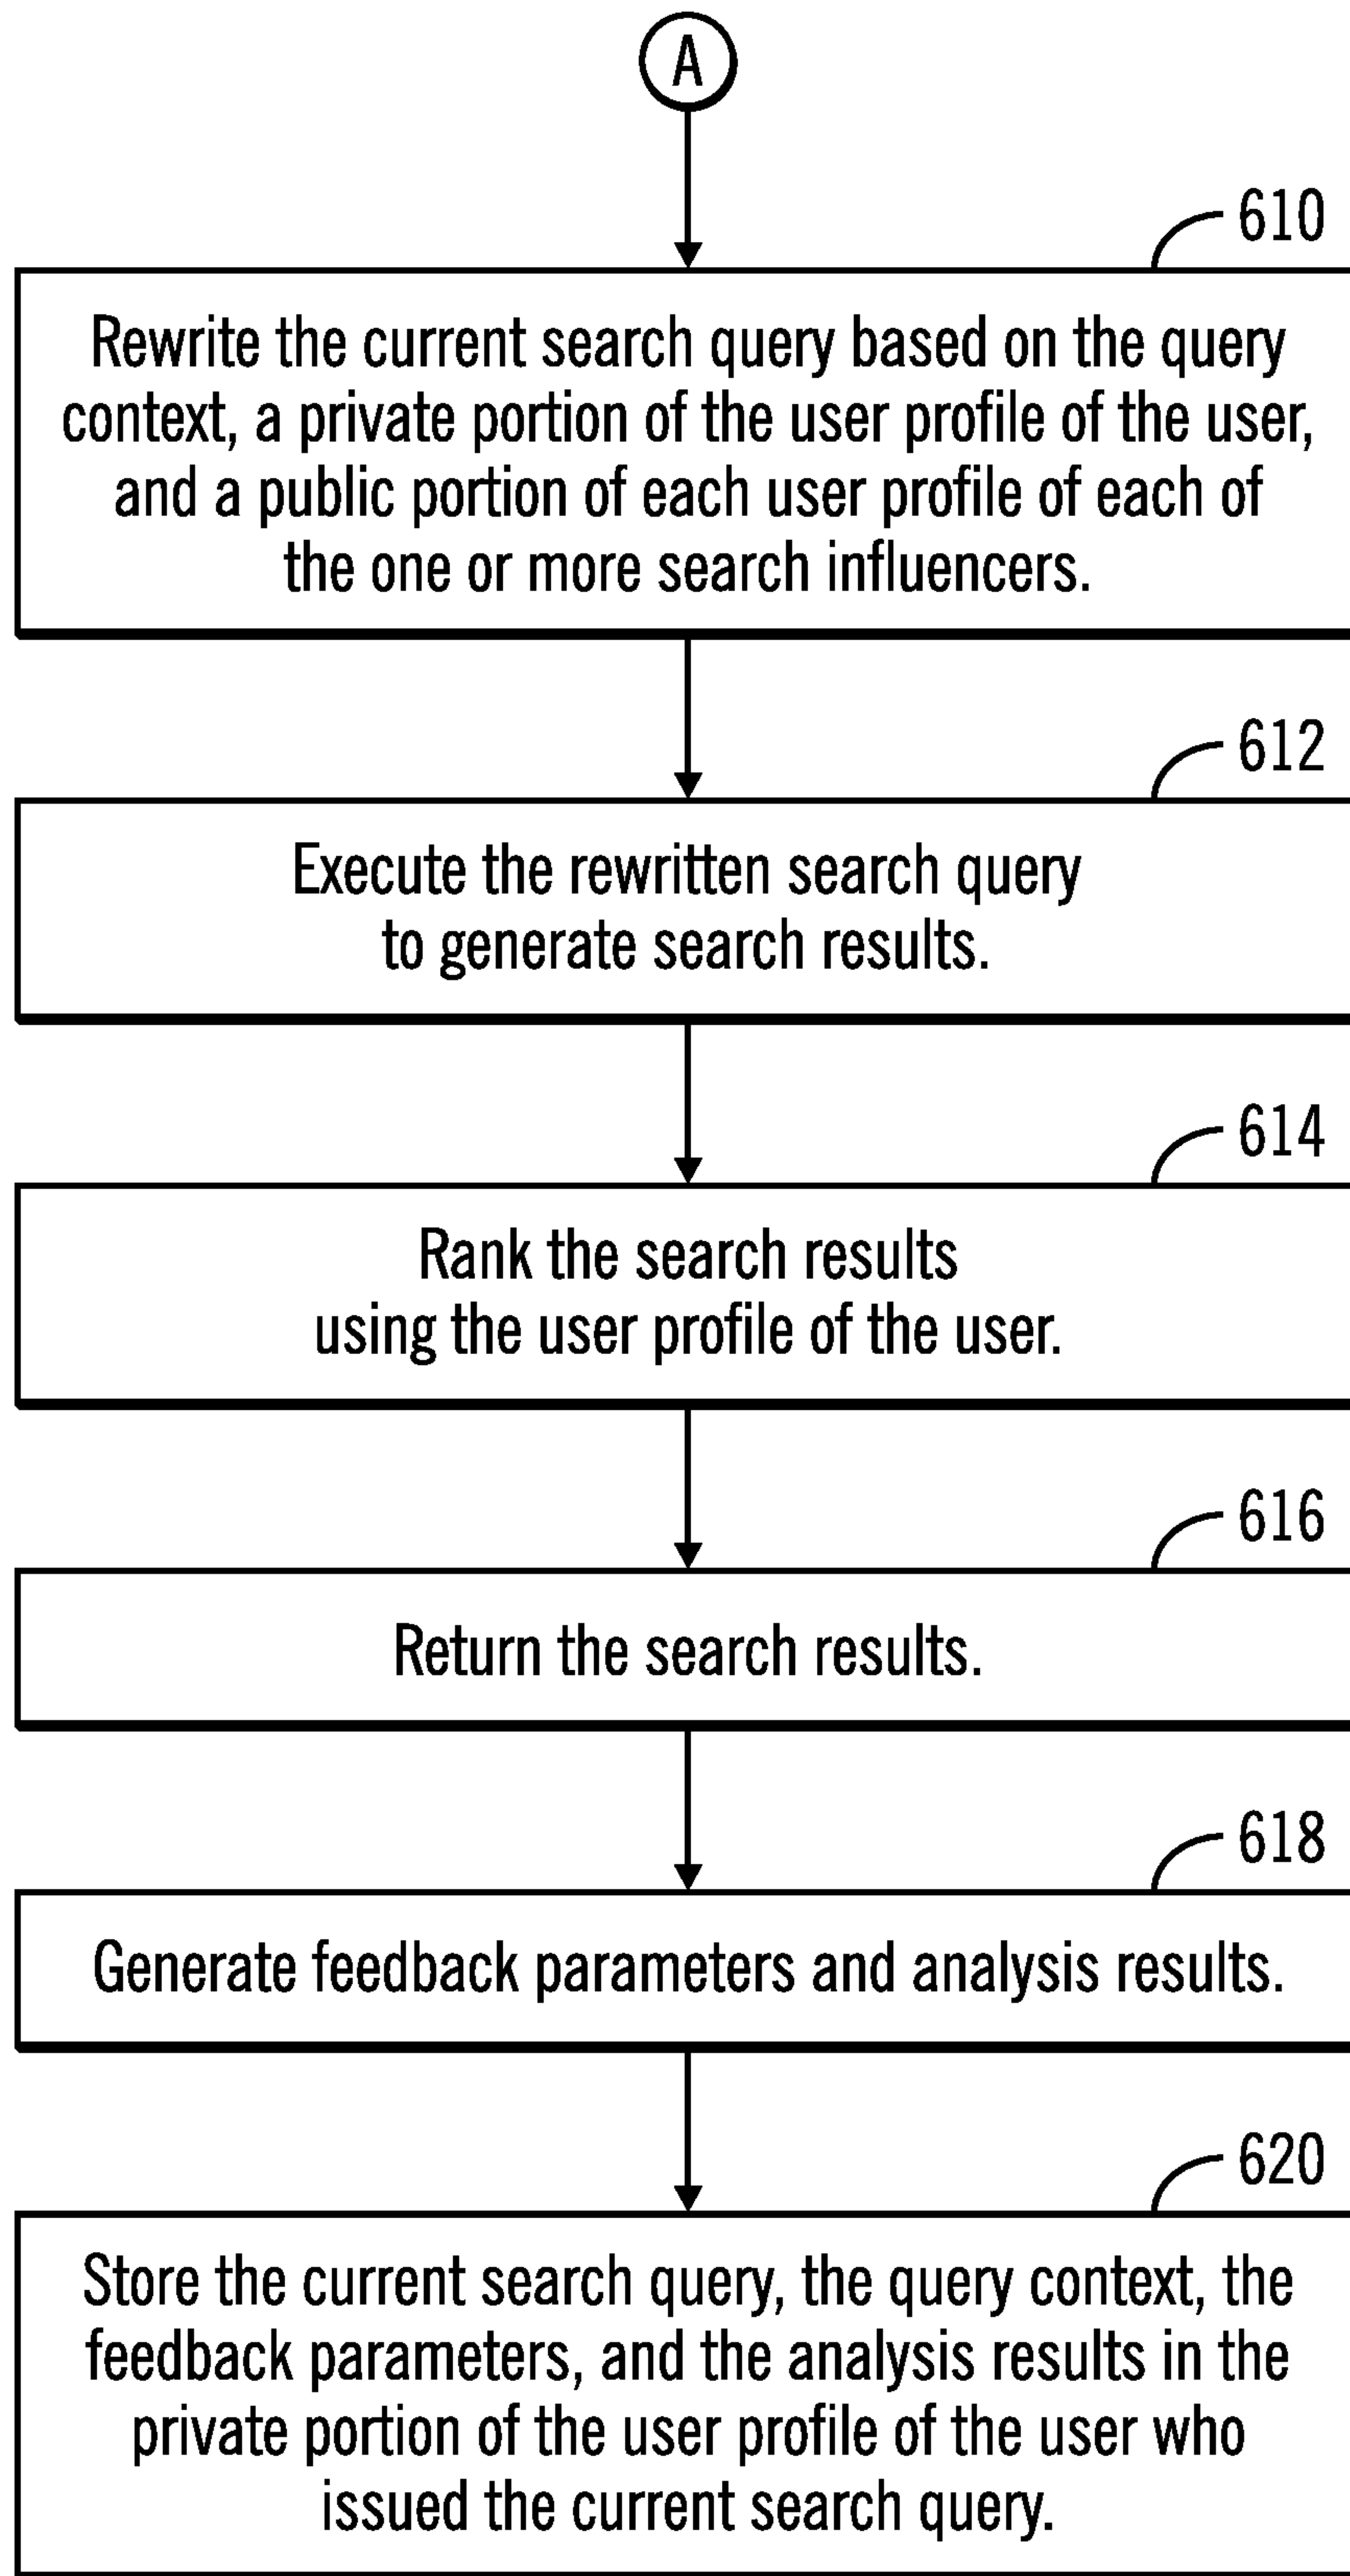 A
610
Rewrite the current search query based on the query
context, a private portion of the user profile of the user,
and a public portion of each user profile of each of
the one or more search influencers.
612
Execute the rewritten search query
to generate search results.
614
Rank the search results
using the user profile of the user.
616
Return the search results.
618
Generate feedback parameters and analysis results.
620
Store the current search query, the query context, the
feedback parameters, and the analysis results in the
private portion of the user profile of the user who
issued the current search query.